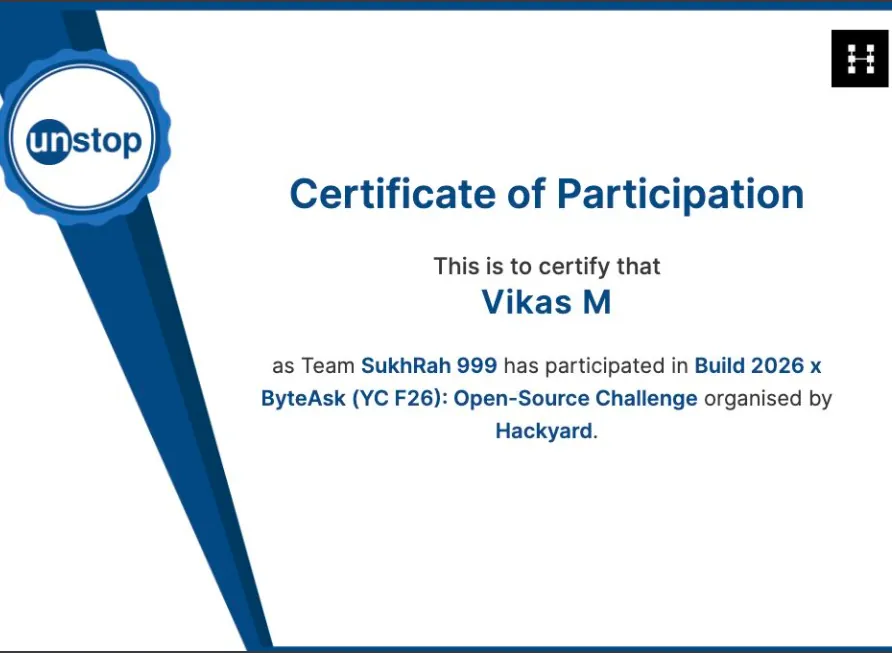 unstop
Certificate of Participation
This is to certify that
Vikas M
as Team SukhRah 999 has participated in Build 2026 x
ByteAsk (YC F26): Open-Source Challenge organised by
Hackyard.